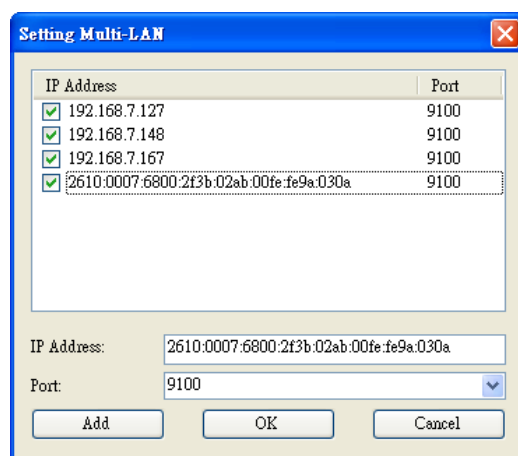 Setting Multi-LAN
IP Address Port
192.168.7.127 9100
192.168.7.148 9100
192.168.7.167 9100
2610:0007:6800:2f3b:02ab:00fe:fe9a:030a 9100
IP Address: 2610:0007:6800:2f3b:02ab:00fe:fe9a:030a
Port: 9100
Add OK Cancel